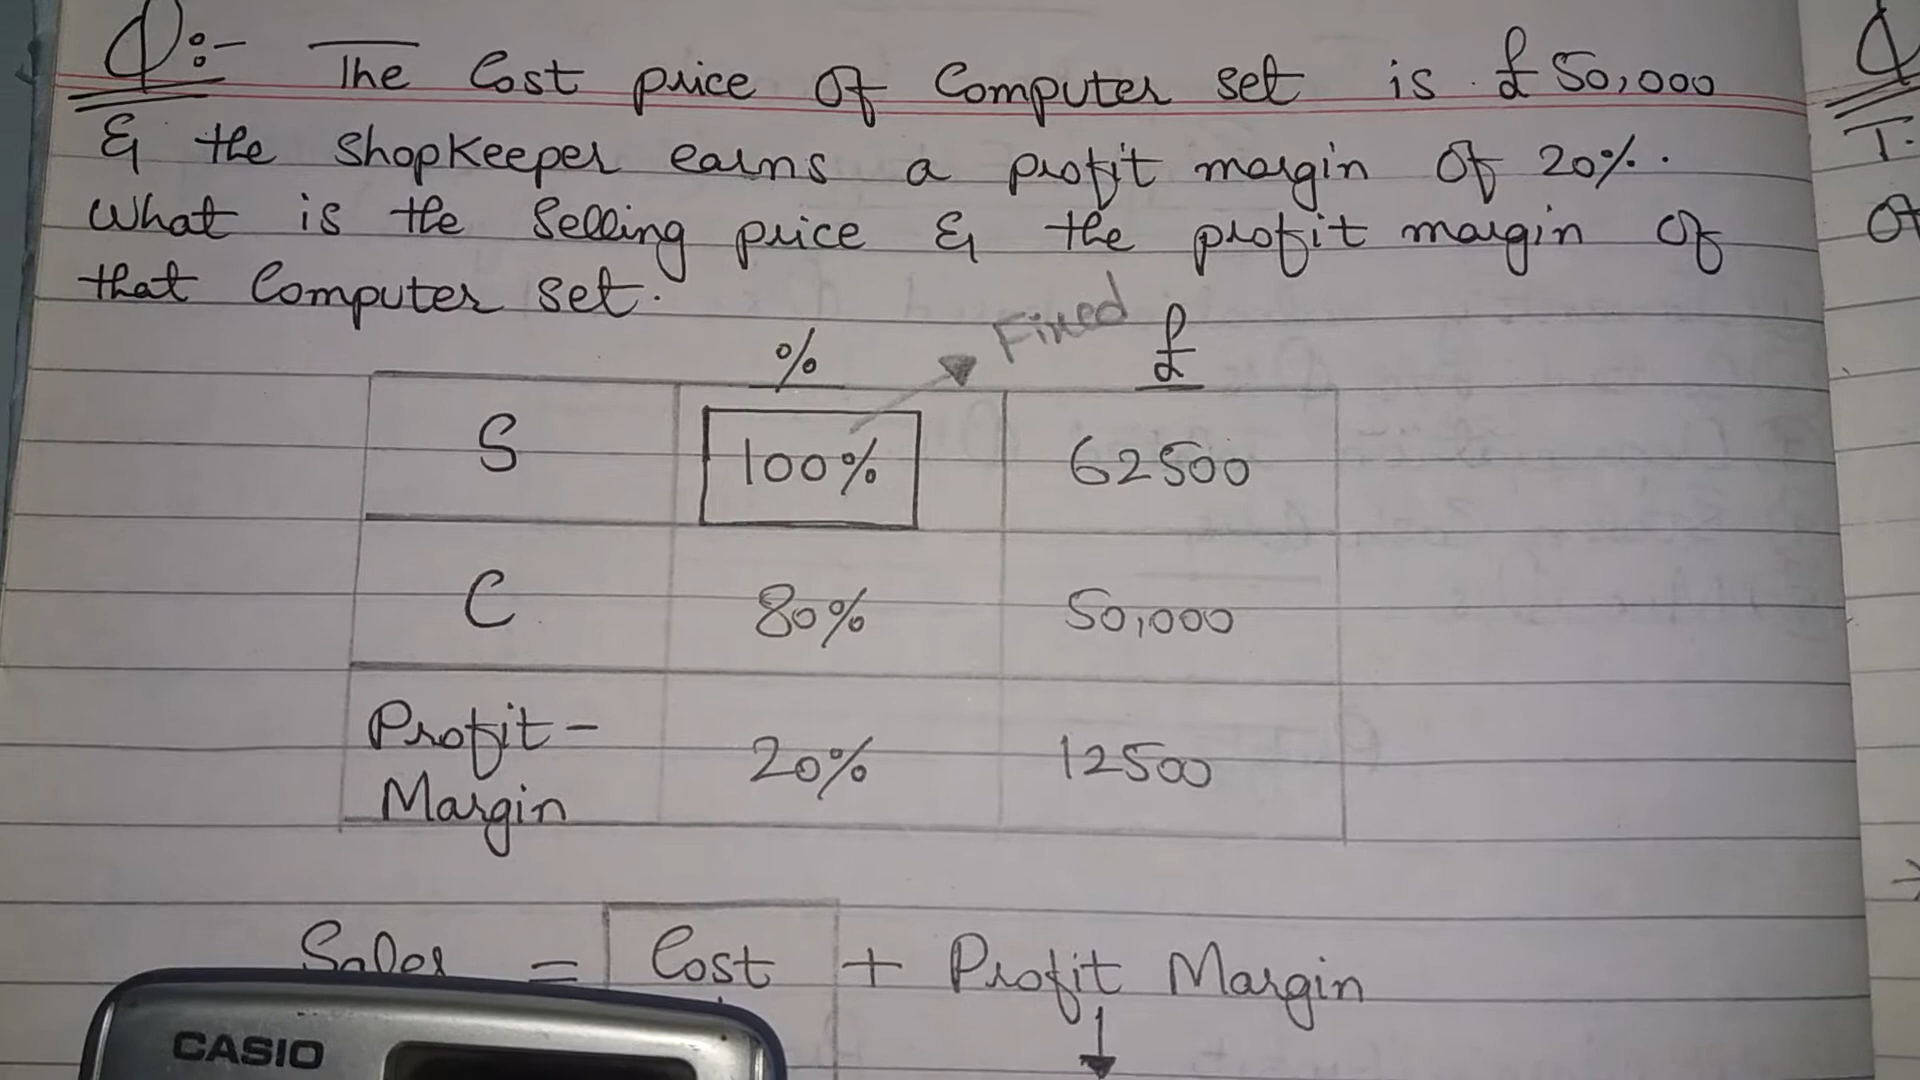 Q:- The Cost price of Computer set is £50,000
& the shopkeeper earns a profit margin of 20%.
What is the Selling price & the profit margin of
that Computer set.
% Fixed £
S 100% 62500
C 80% 50,000
Profit-
Margin 20% 12500
Sales = Cost + Profit Margin
CASIO
Q
T.
of